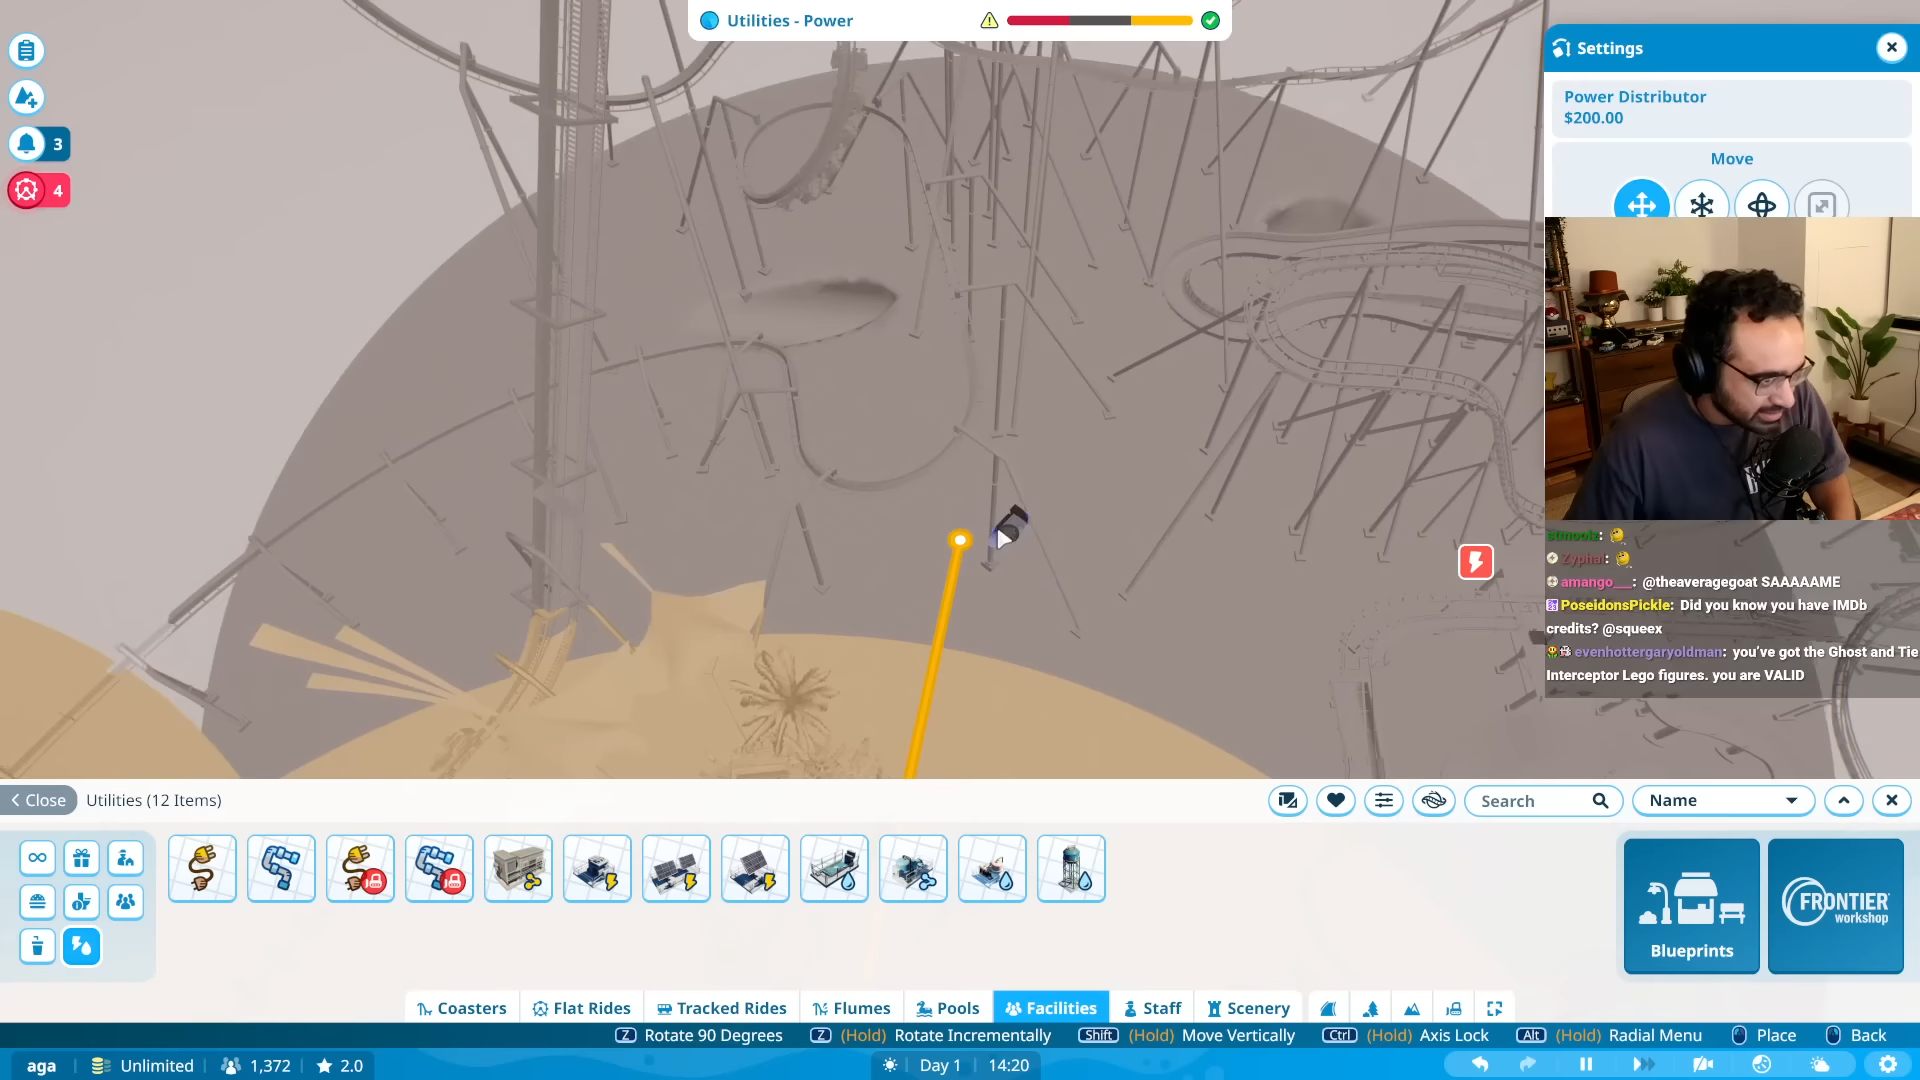 Utilities - Power
Settings
3
4
Power Distributor
$200.00
Move
stmoolz:
Zyphal:
amango__: @theaveragegoat SAAAAAME
PoseidonsPickle: Did you know you have IMDb
credits? @squeex
evenhottergaryoldman: you've got the Ghost and Tie
Interceptor Lego figures. you are VALID
Close
Utilities (12 Items)
Search
Name
Blueprints
FRONTIER
workshop
Coasters
Flat Rides
Tracked Rides
Flumes
Pools
Facilities
Staff
Scenery
Z Rotate 90 Degrees
Z (Hold) Rotate Incrementally
Shift (Hold) Move Vertically
Ctrl (Hold) Axis Lock
Alt (Hold) Radial Menu
Place
Back
aga
Unlimited
1,372
2.0
Day 1
14:20